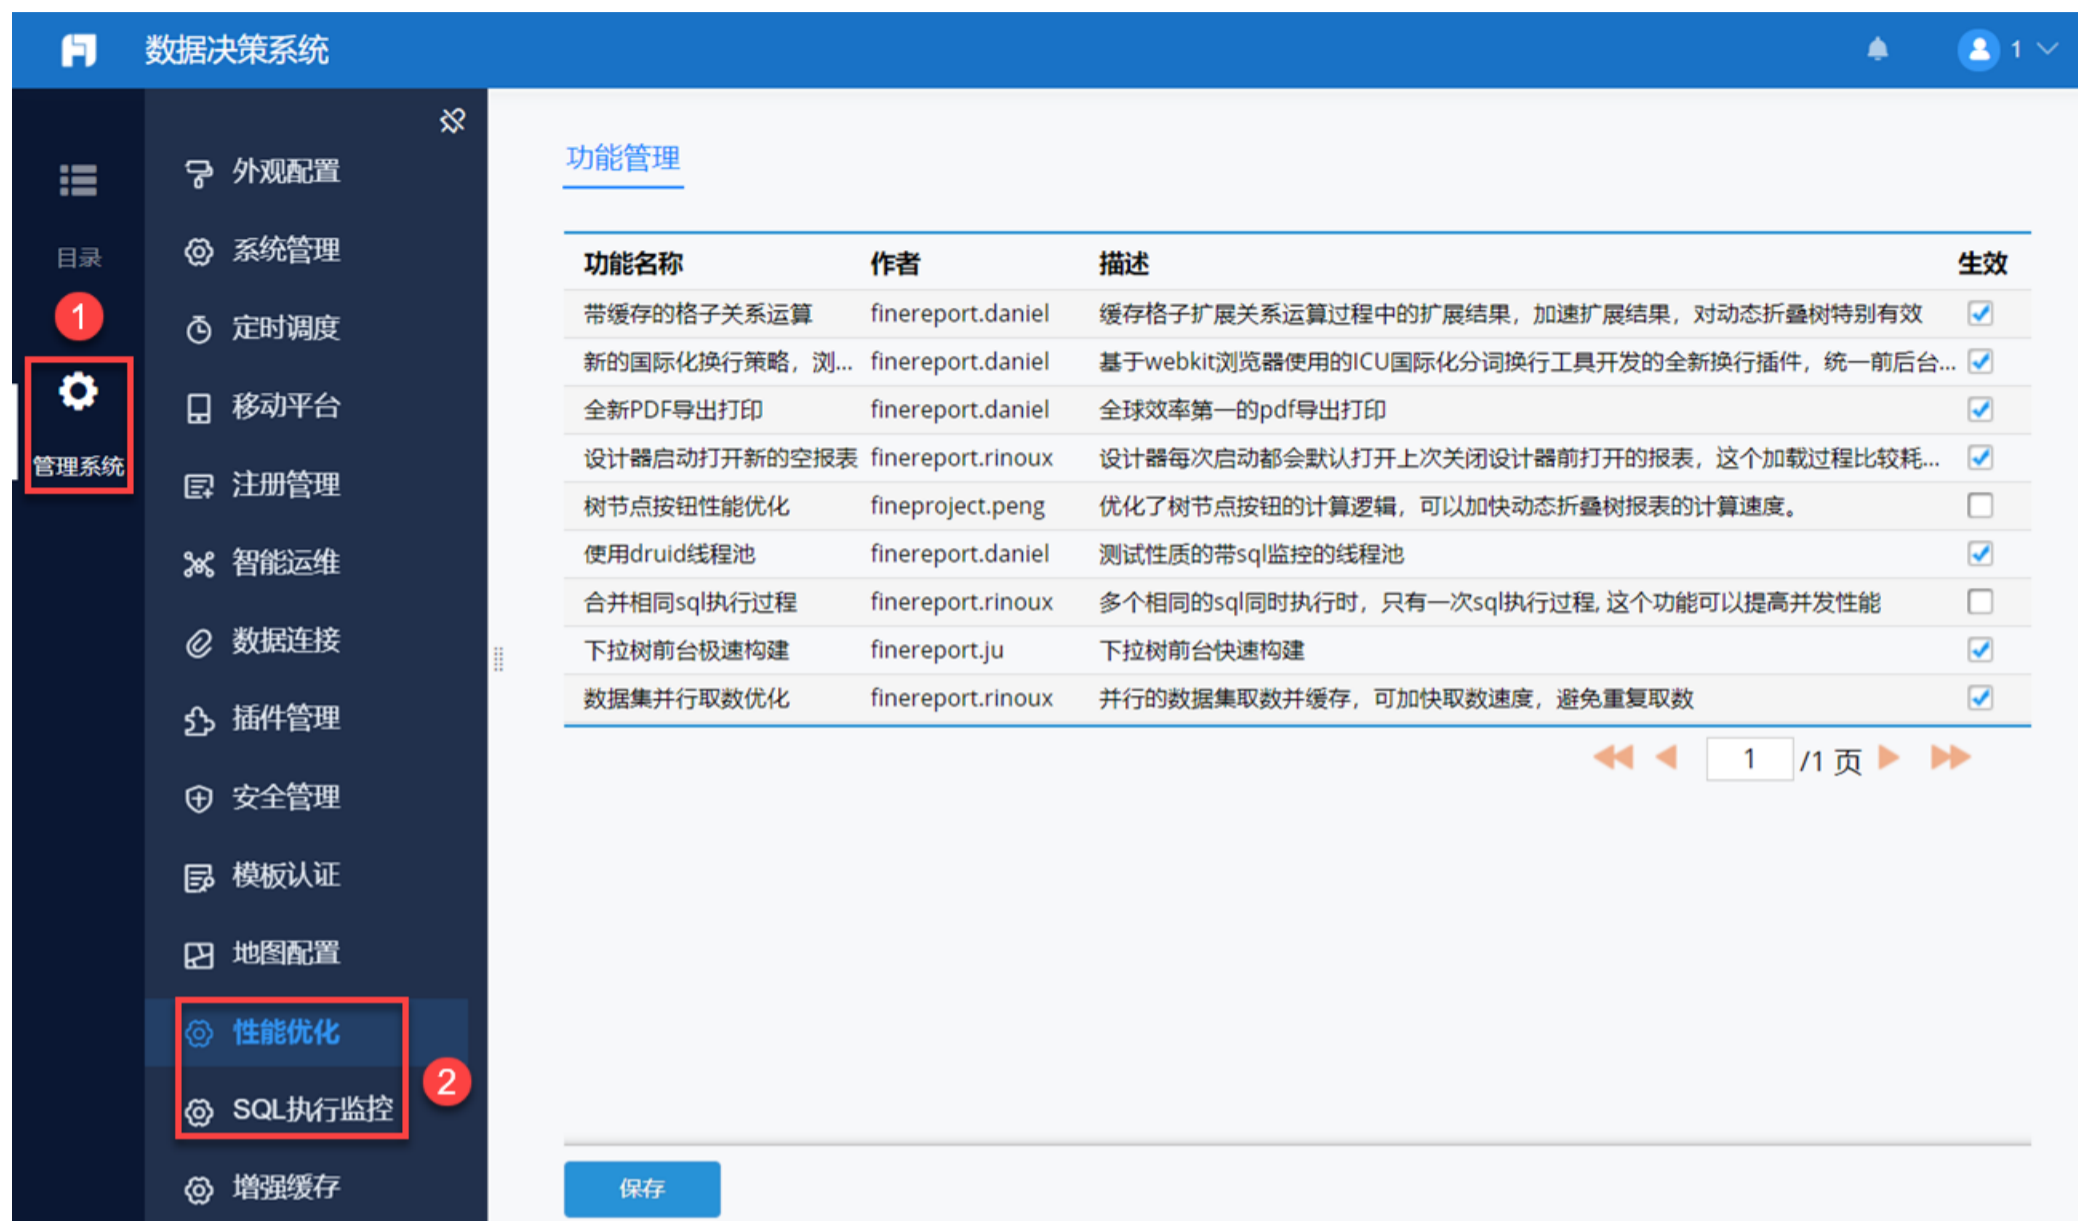 数据决策系统
1
目录
1
管理系统
外观配置
系统管理
定时调度
移动平台
注册管理
智能运维
数据连接
插件管理
安全管理
模板认证
地图配置
性能优化
2
SQL执行监控
增强缓存
功能管理
功能名称 作者 描述 生效
带缓存的格子关系运算 finereport.daniel 缓存格子扩展关系运算过程中的扩展结果，加速扩展结果，对动态折叠树特别有效
新的国际化换行策略，浏... finereport.daniel 基于webkit浏览器使用的ICU国际化分词换行工具开发的全新换行插件，统一前后台...
全新PDF导出打印 finereport.daniel 全球效率第一的pdf导出打印
设计器启动打开新的空报表 finereport.rinoux 设计器每次启动都会默认打开上次关闭设计器前打开的报表，这个加载过程比较耗...
树节点按钮性能优化 fineproject.peng 优化了树节点按钮的计算逻辑，可以加快动态折叠树报表的计算速度。
使用druid线程池 finereport.daniel 测试性质的带sql监控的线程池
合并相同sql执行过程 finereport.rinoux 多个相同的sql同时执行时，只有一次sql执行过程,这个功能可以提高并发性能
下拉树前台极速构建 finereport.ju 下拉树前台快速构建
数据集并行取数优化 finereport.rinoux 并行的数据集取数并缓存，可加快取数速度，避免重复取数
1 /1 页
保存